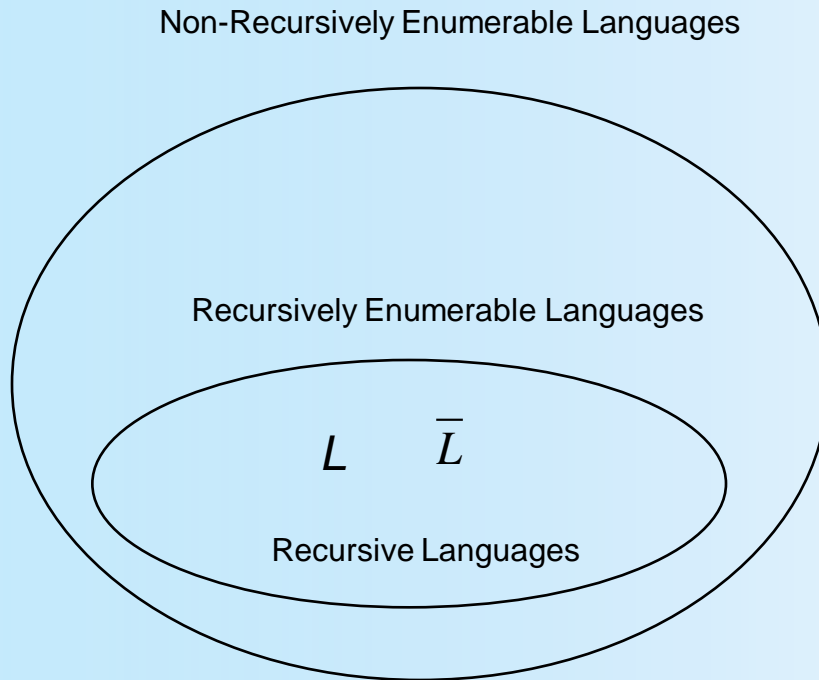 Non-Recursively Enumerable Languages
Recursively Enumerable Languages
L L̅
Recursive Languages